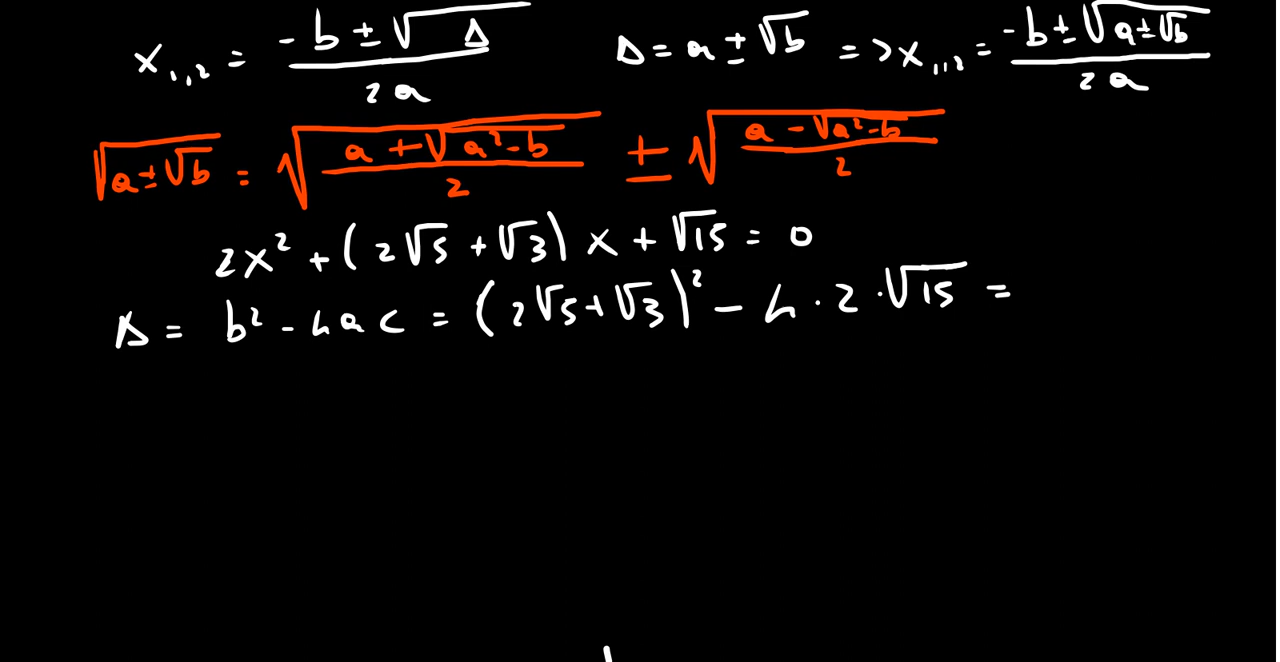 x₁,₂ = (-b ± √Δ)/(2a)    Δ = a ± √b => x₁,₂ = (-b ± √(a ± √b))/(2a)
√(a ± √b) = √((a + √(a² - b))/2) ± √((a - √(a² - b))/2)
2x² + (2√5 + √3)x + √15 = 0
Δ = b² - 4ac = (2√5 + √3)² - 4 · 2 · √15 =